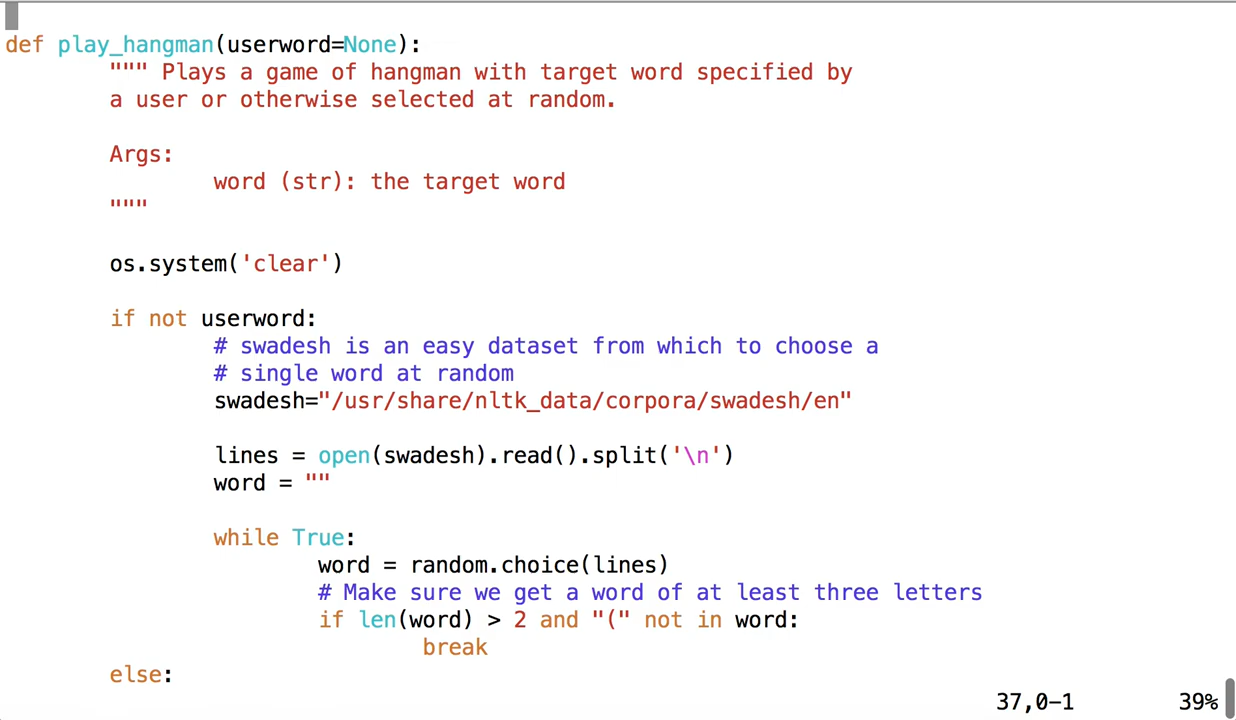 def play_hangman(userword=None):
""" Plays a game of hangman with target word specified by
a user or otherwise selected at random.
Args:
word (str): the target word
"""
os.system('clear')
if not userword:
# swadesh is an easy dataset from which to choose a
# single word at random
swadesh="/usr/share/nltk_data/corpora/swadesh/en"
lines = open(swadesh).read().split('\n')
word = ""
while True:
word = random.choice(lines)
# Make sure we get a word of at least three letters
if len(word) > 2 and "(" not in word:
break
else:
37,0-1 39%